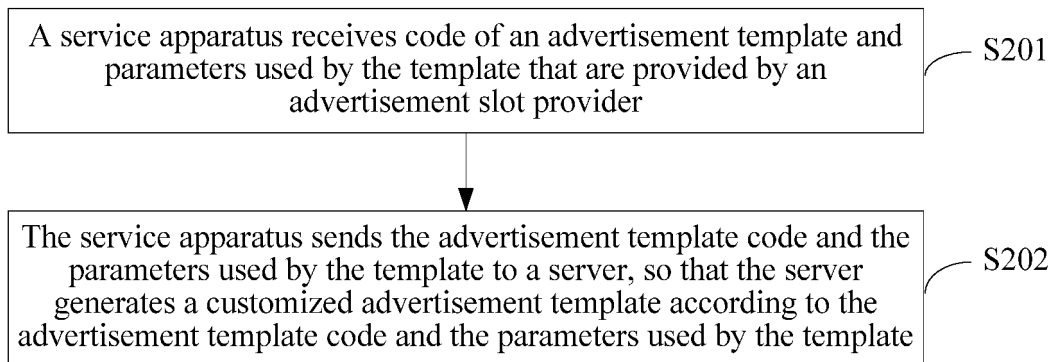 A service apparatus receives code of an advertisement template and
parameters used by the template that are provided by an
advertisement slot provider
S201
The service apparatus sends the advertisement template code and the
parameters used by the template to a server, so that the server
generates a customized advertisement template according to the
advertisement template code and the parameters used by the template
S202